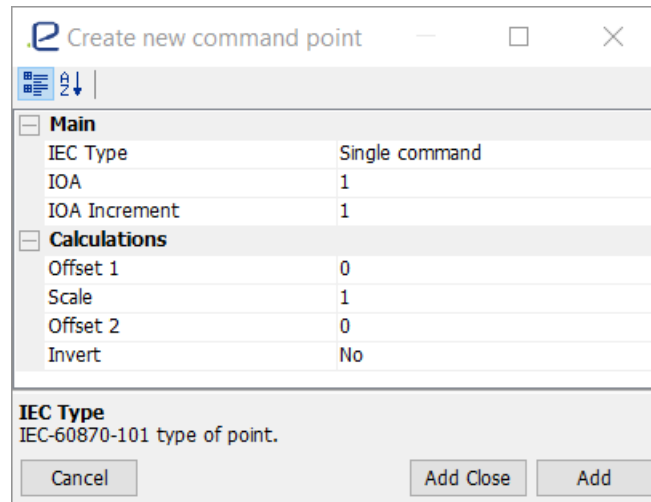 Create new command point
Main
IEC Type Single command
IOA 1
IOA Increment 1
Calculations
Offset 1 0
Scale 1
Offset 2 0
Invert No
IEC Type
IEC-60870-101 type of point.
Cancel Add Close Add